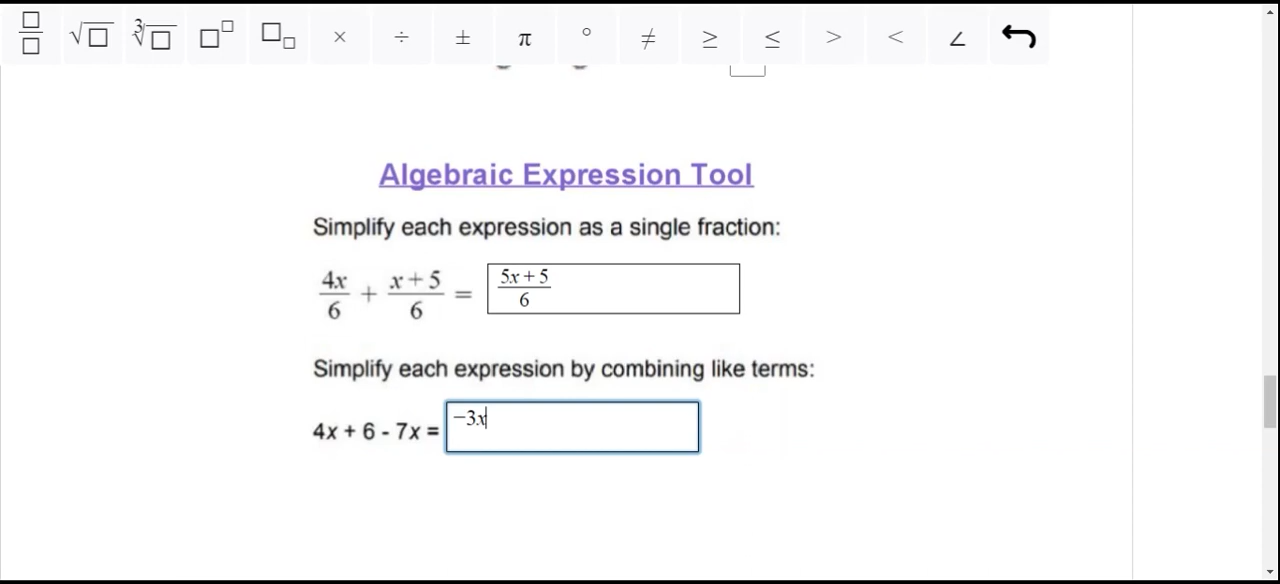 √□ ∛□ × ÷ ± π ° ≠ ≥ ≤ > < ∠
Algebraic Expression Tool
Simplify each expression as a single fraction:
4x/6 + x+5/6 = 5x+5/6
Simplify each expression by combining like terms:
4x + 6 - 7x = −3x